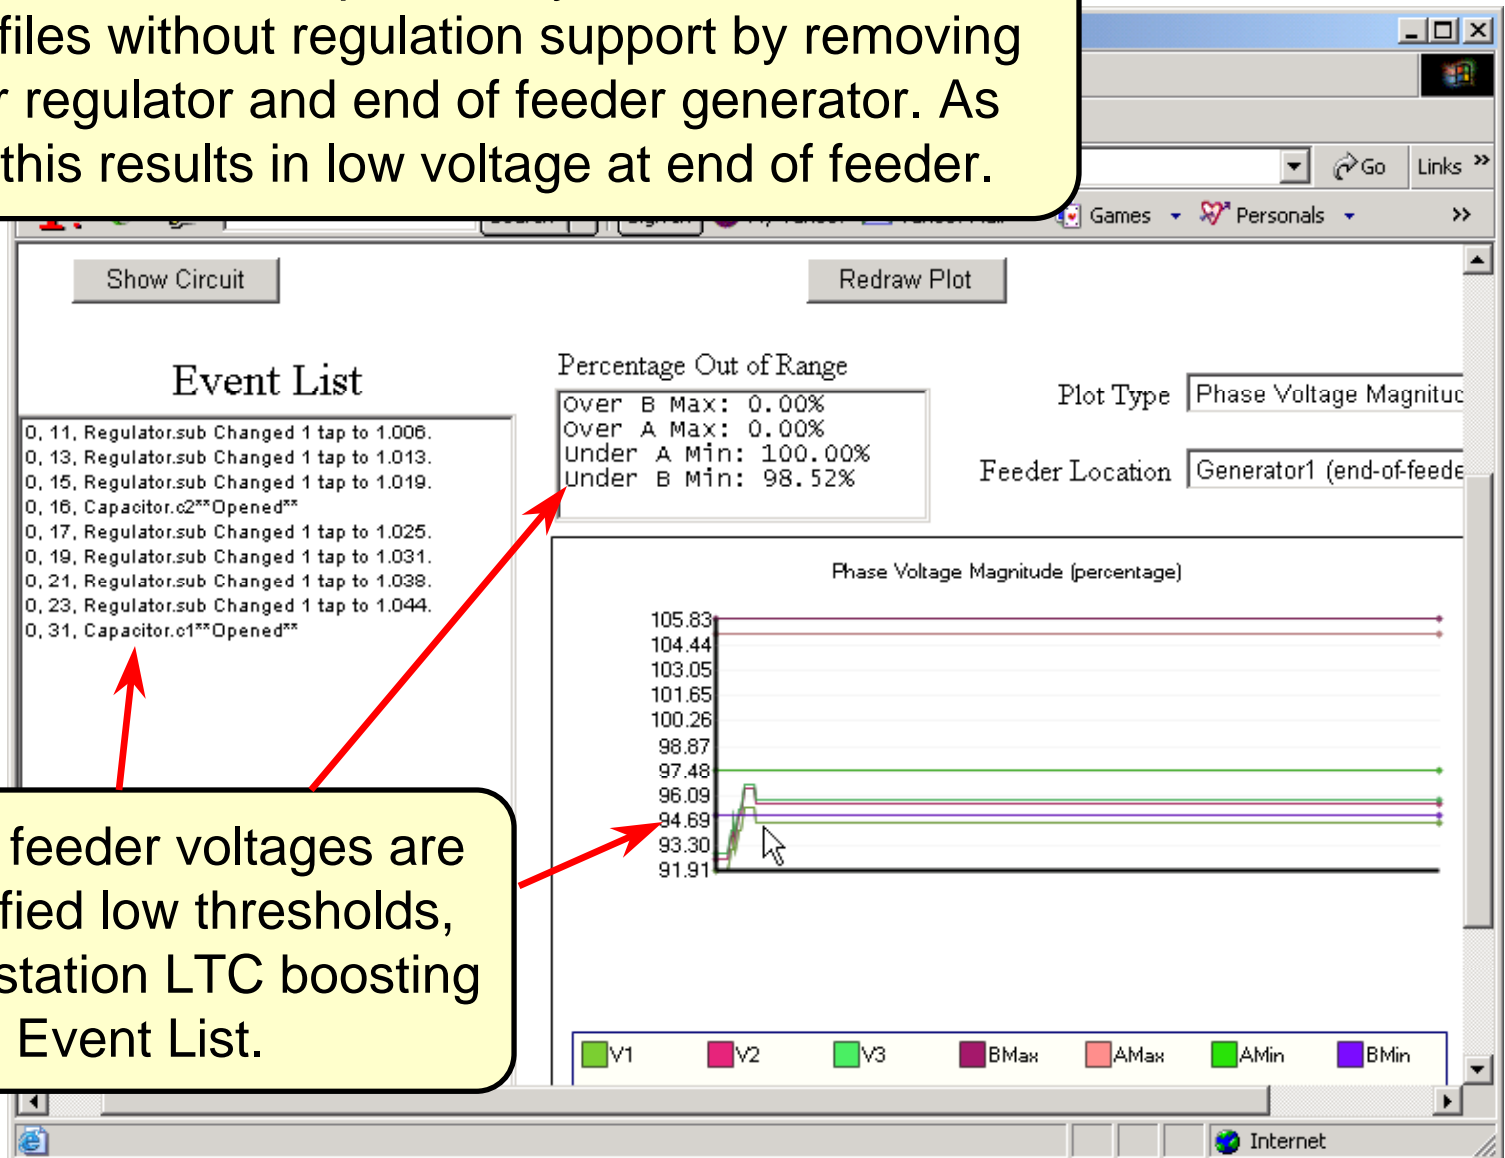 files without regulation support by removing
r regulator and end of feeder generator. As
this results in low voltage at end of feeder.
Go Links »
Games Personals »
Show Circuit
Redraw Plot
Event List
0, 11, Regulator.sub Changed 1 tap to 1.006.
0, 13, Regulator.sub Changed 1 tap to 1.013.
0, 15, Regulator.sub Changed 1 tap to 1.019.
0, 16, Capacitor.c2**Opened**
0, 17, Regulator.sub Changed 1 tap to 1.025.
0, 19, Regulator.sub Changed 1 tap to 1.031.
0, 21, Regulator.sub Changed 1 tap to 1.038.
0, 23, Regulator.sub Changed 1 tap to 1.044.
0, 31, Capacitor.c1**Opened**
Percentage Out of Range
Over B Max: 0.00%
Over A Max: 0.00%
Under A Min: 100.00%
Under B Min: 98.52%
Plot Type Phase Voltage Magnituc
Feeder Location Generator1 (end-of-feede
Phase Voltage Magnitude (percentage)
105.83
104.44
103.05
101.65
100.26
98.87
97.48
96.09
94.69
93.30
91.91
feeder voltages are
fied low thresholds,
station LTC boosting
Event List.
V1 V2 V3 BMax AMax AMin BMin
Internet